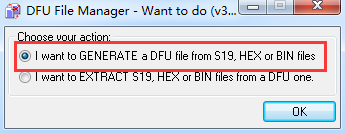 DFU File Manager - Want to do (v3...
Choose your action:
I want to GENERATE a DFU file from S19, HEX or BIN files
I want to EXTRACT S19, HEX or BIN files from a DFU one.
OK